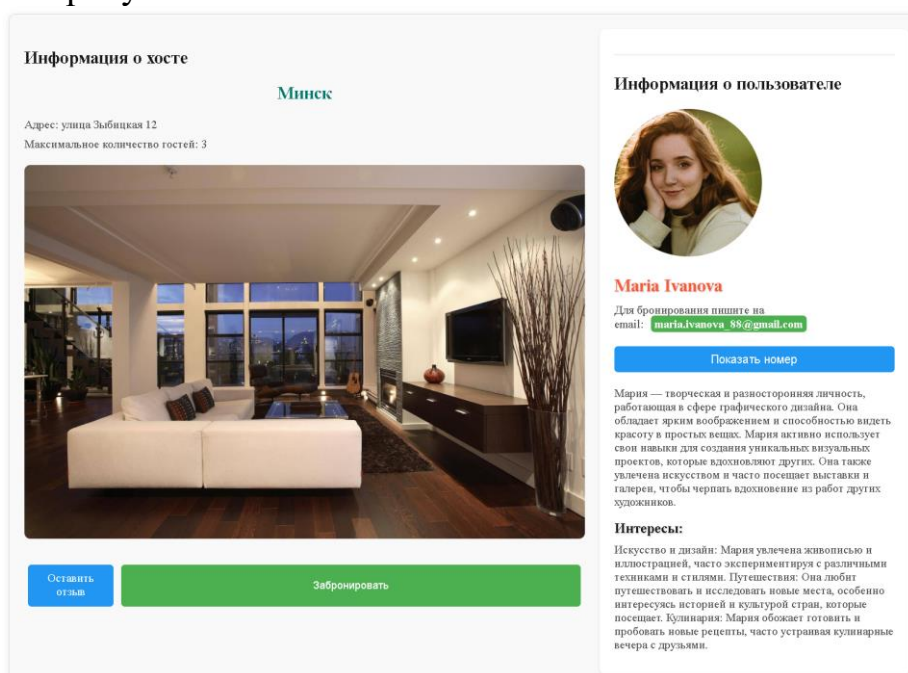 Информация о хосте
Минск
Адрес: улица Зыбицкая 12
Максимальное количество гостей: 3
Оставить
отзыв
Забронировать
Информация о пользователе
Maria Ivanova
Для бронирования пишите на
email: maria.ivanova_88@gmail.com
Показать номер
Мария — творческая и разносторонняя личность,
работающая в сфере графического дизайна. Она
обладает ярким воображением и способностью видеть
красоту в простых вещах. Мария активно использует
свои навыки для создания уникальных визуальных
проектов, которые вдохновляют других. Она также
увлечена искусством и часто посещает выставки и
галереи, чтобы черпать вдохновение из работ других
художников.
Интересы:
Искусство и дизайн: Мария увлечена живописью и
иллюстрацией, часто экспериментируя с различными
техниками и стилями. Путешествия: Она любит
путешествовать и исследовать новые места, особенно
интересуясь историей и культурой стран, которые
посещает. Кулинария: Мария обожает готовить и
пробовать новые рецепты, часто устраивая кулинарные
вечера с друзьями.